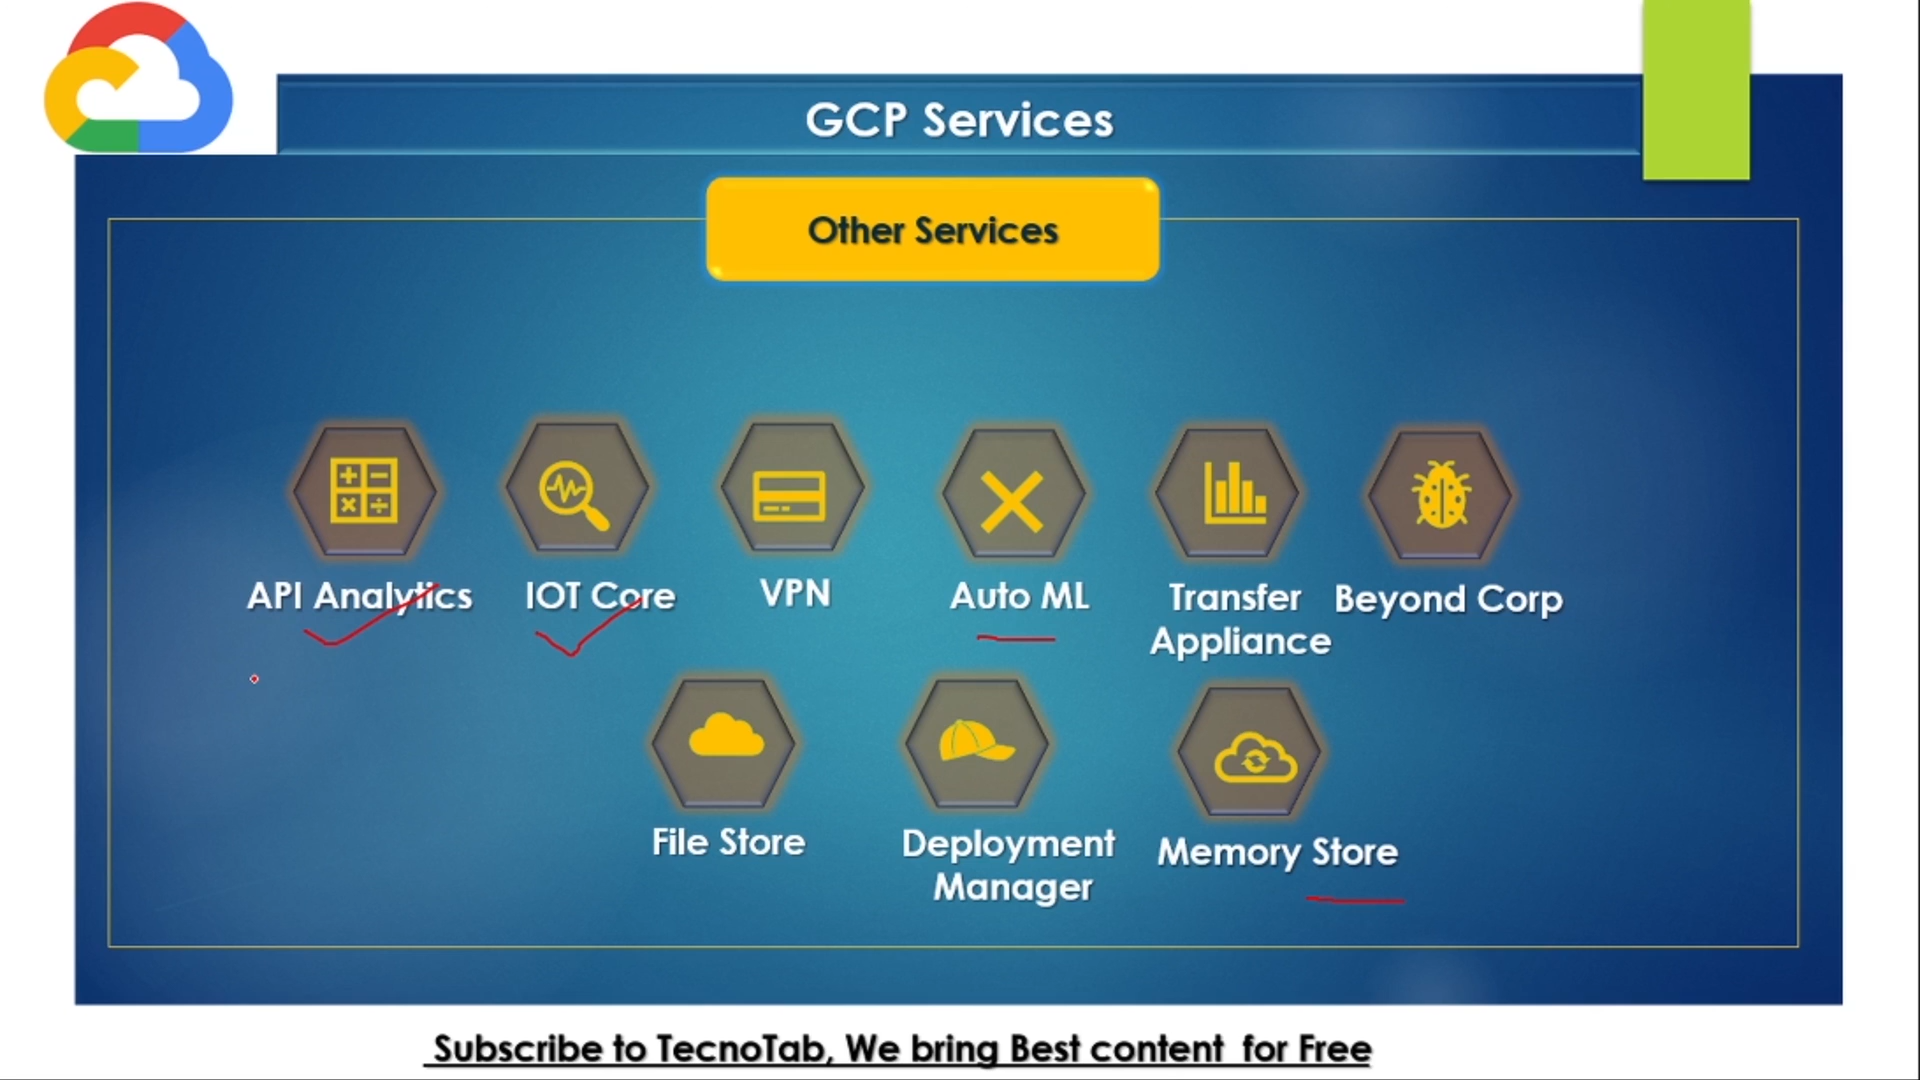 GCP Services
Other Services
API Analytics
IOT Core
VPN
Auto ML
Transfer
Appliance
Beyond Corp
File Store
Deployment
Manager
Memory Store
Subscribe to TecnoTab, We bring Best content for Free